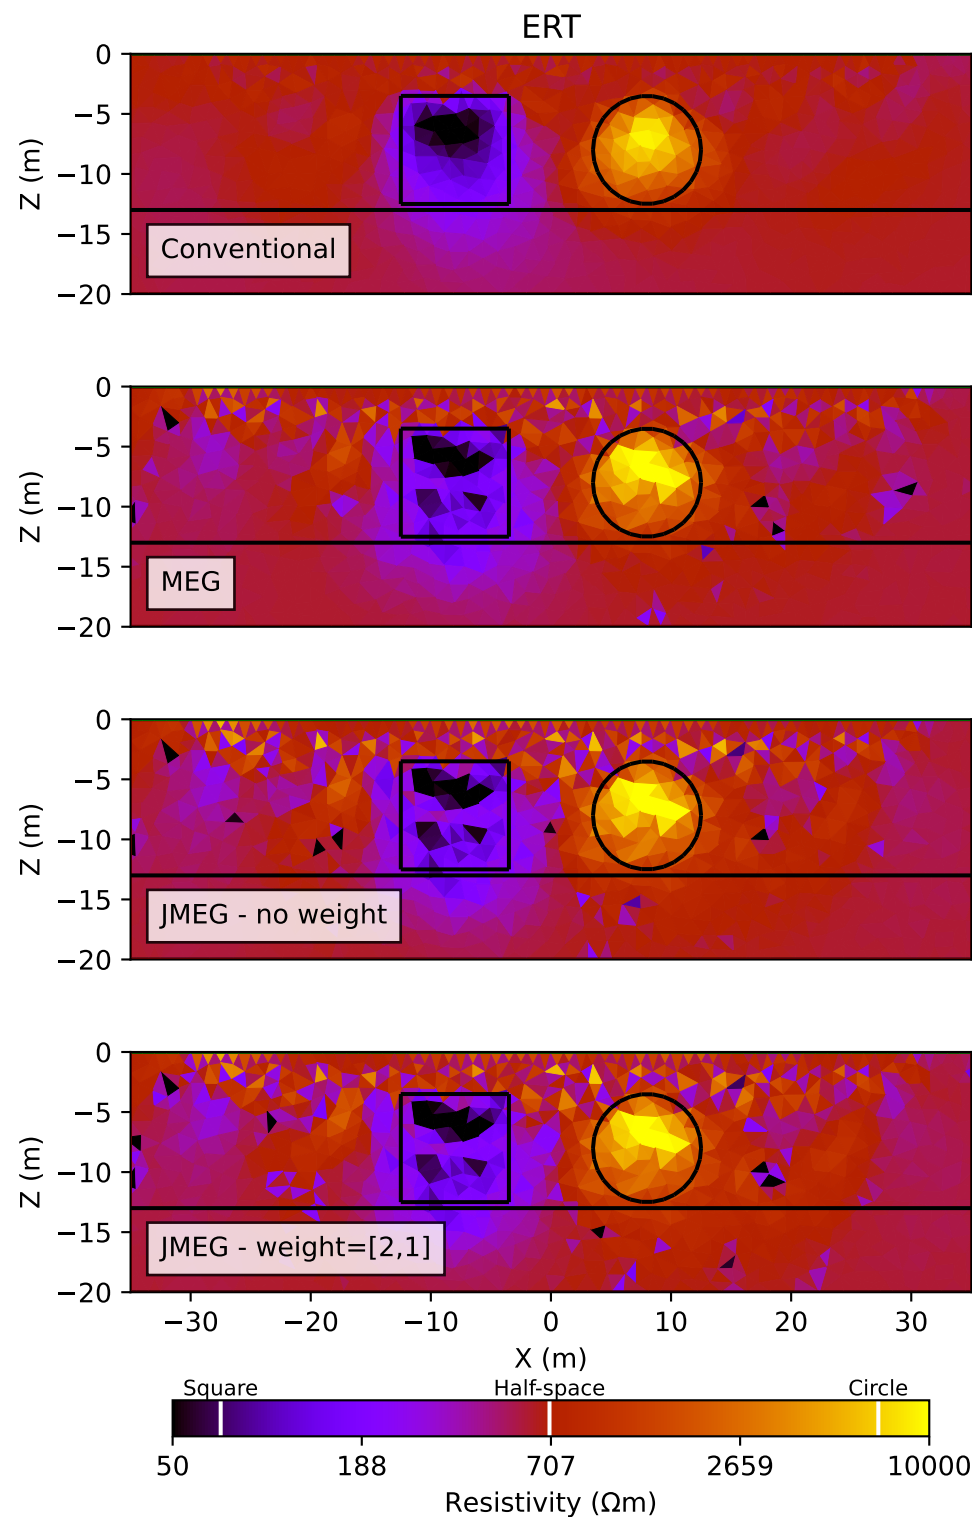 ERT
0
−5
−10
−15
−20
Z (m)
Conventional
0
−5
−10
−15
−20
Z (m)
MEG
0
−5
−10
−15
−20
Z (m)
JMEG - no weight
0
−5
−10
−15
−20
Z (m)
JMEG - weight=[2,1]
−30 −20 −10 0 10 20 30
X (m)
Square Half-space Circle
50 188 707 2659 10000
Resistivity (Ωm)